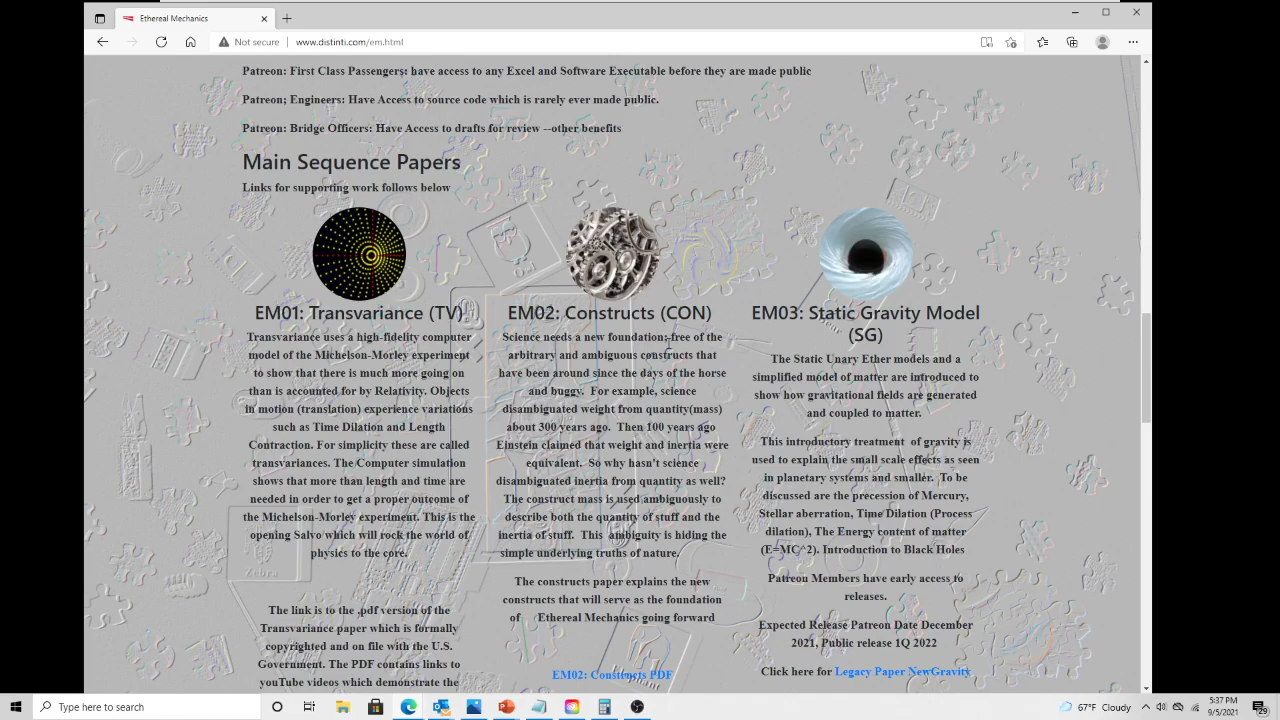 Ethereal Mechanics
Not secure
www.distinti.com/em.html
Patreon: First Class Passengers: have access to any Excel and Software Executable before they are made public
Patreon; Engineers: Have Access to source code which is rarely ever made public.
Patreon: Bridge Officers: Have Access to drafts for review --other benefits
Main Sequence Papers
Links for supporting work follows below
EM01: Transvariance (TV)
Transvariance uses a high-fidelity computer
model of the Michelson-Morley experiment
to show that there is much more going on
than is accounted for by Relativity. Objects
in motion (translation) experience variations
such as Time Dilation and Length
Contraction. For simplicity these are called
transvariances. The Computer simulation
shows that more than length and time are
needed in order to get a proper outcome of
the Michelson-Morley experiment. This is the
opening Salvo which will rock the world of
physics to the core.
The link is to the .pdf version of the
Transvariance paper which is formally
copyrighted and on file with the U.S.
Government. The PDF contains links to
youTube videos which demonstrate the
EM02: Constructs (CON)
Science needs a new foundation; free of the
arbitrary and ambiguous constructs that
have been around since the days of the horse
and buggy. For example, science
disambiguated weight from quantity(mass)
about 300 years ago. Then 100 years ago
Einstein claimed that weight and inertia were
equivalent. So why hasn't science
disambiguated inertia from quantity as well?
The construct mass is used ambiguously to
describe both the quantity of stuff and the
inertia of stuff. This ambiguity is hiding the
simple underlying truths of nature.
The constructs paper explains the new
constructs that will serve as the foundation
of Ethereal Mechanics going forward
EM02: Constructs PDF
EM03: Static Gravity Model
(SG)
The Static Unary Ether models and a
simplified model of matter are introduced to
show how gravitational fields are generated
and coupled to matter.
This introductory treatment of gravity is
used to explain the small scale effects as seen
in planetary systems and smaller. To be
discussed are the precession of Mercury,
Stellar aberration, Time Dilation (Process
dilation), The Energy content of matter
(E=MC^2). Introduction to Black Holes
Patreon Members have early access to
releases.
Expected Release Patreon Date December
2021, Public release 1Q 2022
Click here for Legacy Paper NewGravity
Type here to search
67°F Cloudy
5:37 PM
9/5/2021
29